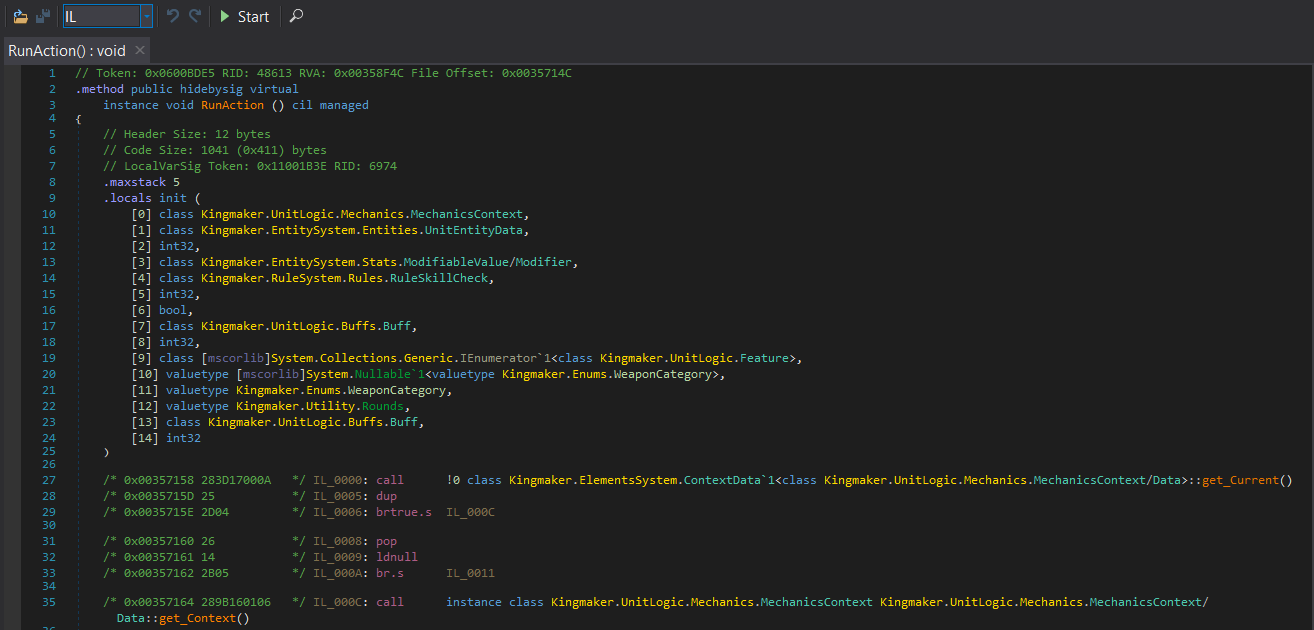 IL Start
RunAction() : void ×
1 // Token: 0x0600BDE5 RID: 48613 RVA: 0x00358F4C File Offset: 0x0035714C
2 .method public hidebysig virtual
3 instance void RunAction () cil managed
4 {
5 // Header Size: 12 bytes
6 // Code Size: 1041 (0x411) bytes
7 // LocalVarSig Token: 0x11001B3E RID: 6974
8 .maxstack 5
9 .locals init (
10 [0] class Kingmaker.UnitLogic.Mechanics.MechanicsContext,
11 [1] class Kingmaker.EntitySystem.Entities.UnitEntityData,
12 [2] int32,
13 [3] class Kingmaker.EntitySystem.Stats.ModifiableValue/Modifier,
14 [4] class Kingmaker.RuleSystem.Rules.RuleSkillCheck,
15 [5] int32,
16 [6] bool,
17 [7] class Kingmaker.UnitLogic.Buffs.Buff,
18 [8] int32,
19 [9] class [mscorlib]System.Collections.Generic.IEnumerator`1<class Kingmaker.UnitLogic.Feature>,
20 [10] valuetype [mscorlib]System.Nullable`1<valuetype Kingmaker.Enums.WeaponCategory>,
21 [11] valuetype Kingmaker.Enums.WeaponCategory,
22 [12] valuetype Kingmaker.Utility.Rounds,
23 [13] class Kingmaker.UnitLogic.Buffs.Buff,
24 [14] int32
25 )
26
27 /* 0x00357158 283D17000A */ IL_0000: call !0 class Kingmaker.ElementsSystem.ContextData`1<class Kingmaker.UnitLogic.Mechanics.MechanicsContext/Data>::get_Current()
28 /* 0x0035715D 25 */ IL_0005: dup
29 /* 0x0035715E 2D04 */ IL_0006: brtrue.s IL_000C
30
31 /* 0x00357160 26 */ IL_0008: pop
32 /* 0x00357161 14 */ IL_0009: ldnull
33 /* 0x00357162 2B05 */ IL_000A: br.s IL_0011
34
35 /* 0x00357164 289B160106 */ IL_000C: call instance class Kingmaker.UnitLogic.Mechanics.MechanicsContext Kingmaker.UnitLogic.Mechanics.MechanicsContext/
Data::get_Context()